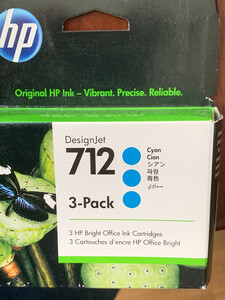 hp
Original HP Ink – Vibrant. Precise. Reliable.
DesignJet
712
3-Pack
Cyan
Cian
シアン
파랑
青色
سماوي
3 HP Bright Office Ink Cartridges
3 Cartouches d'encre HP Office Bright